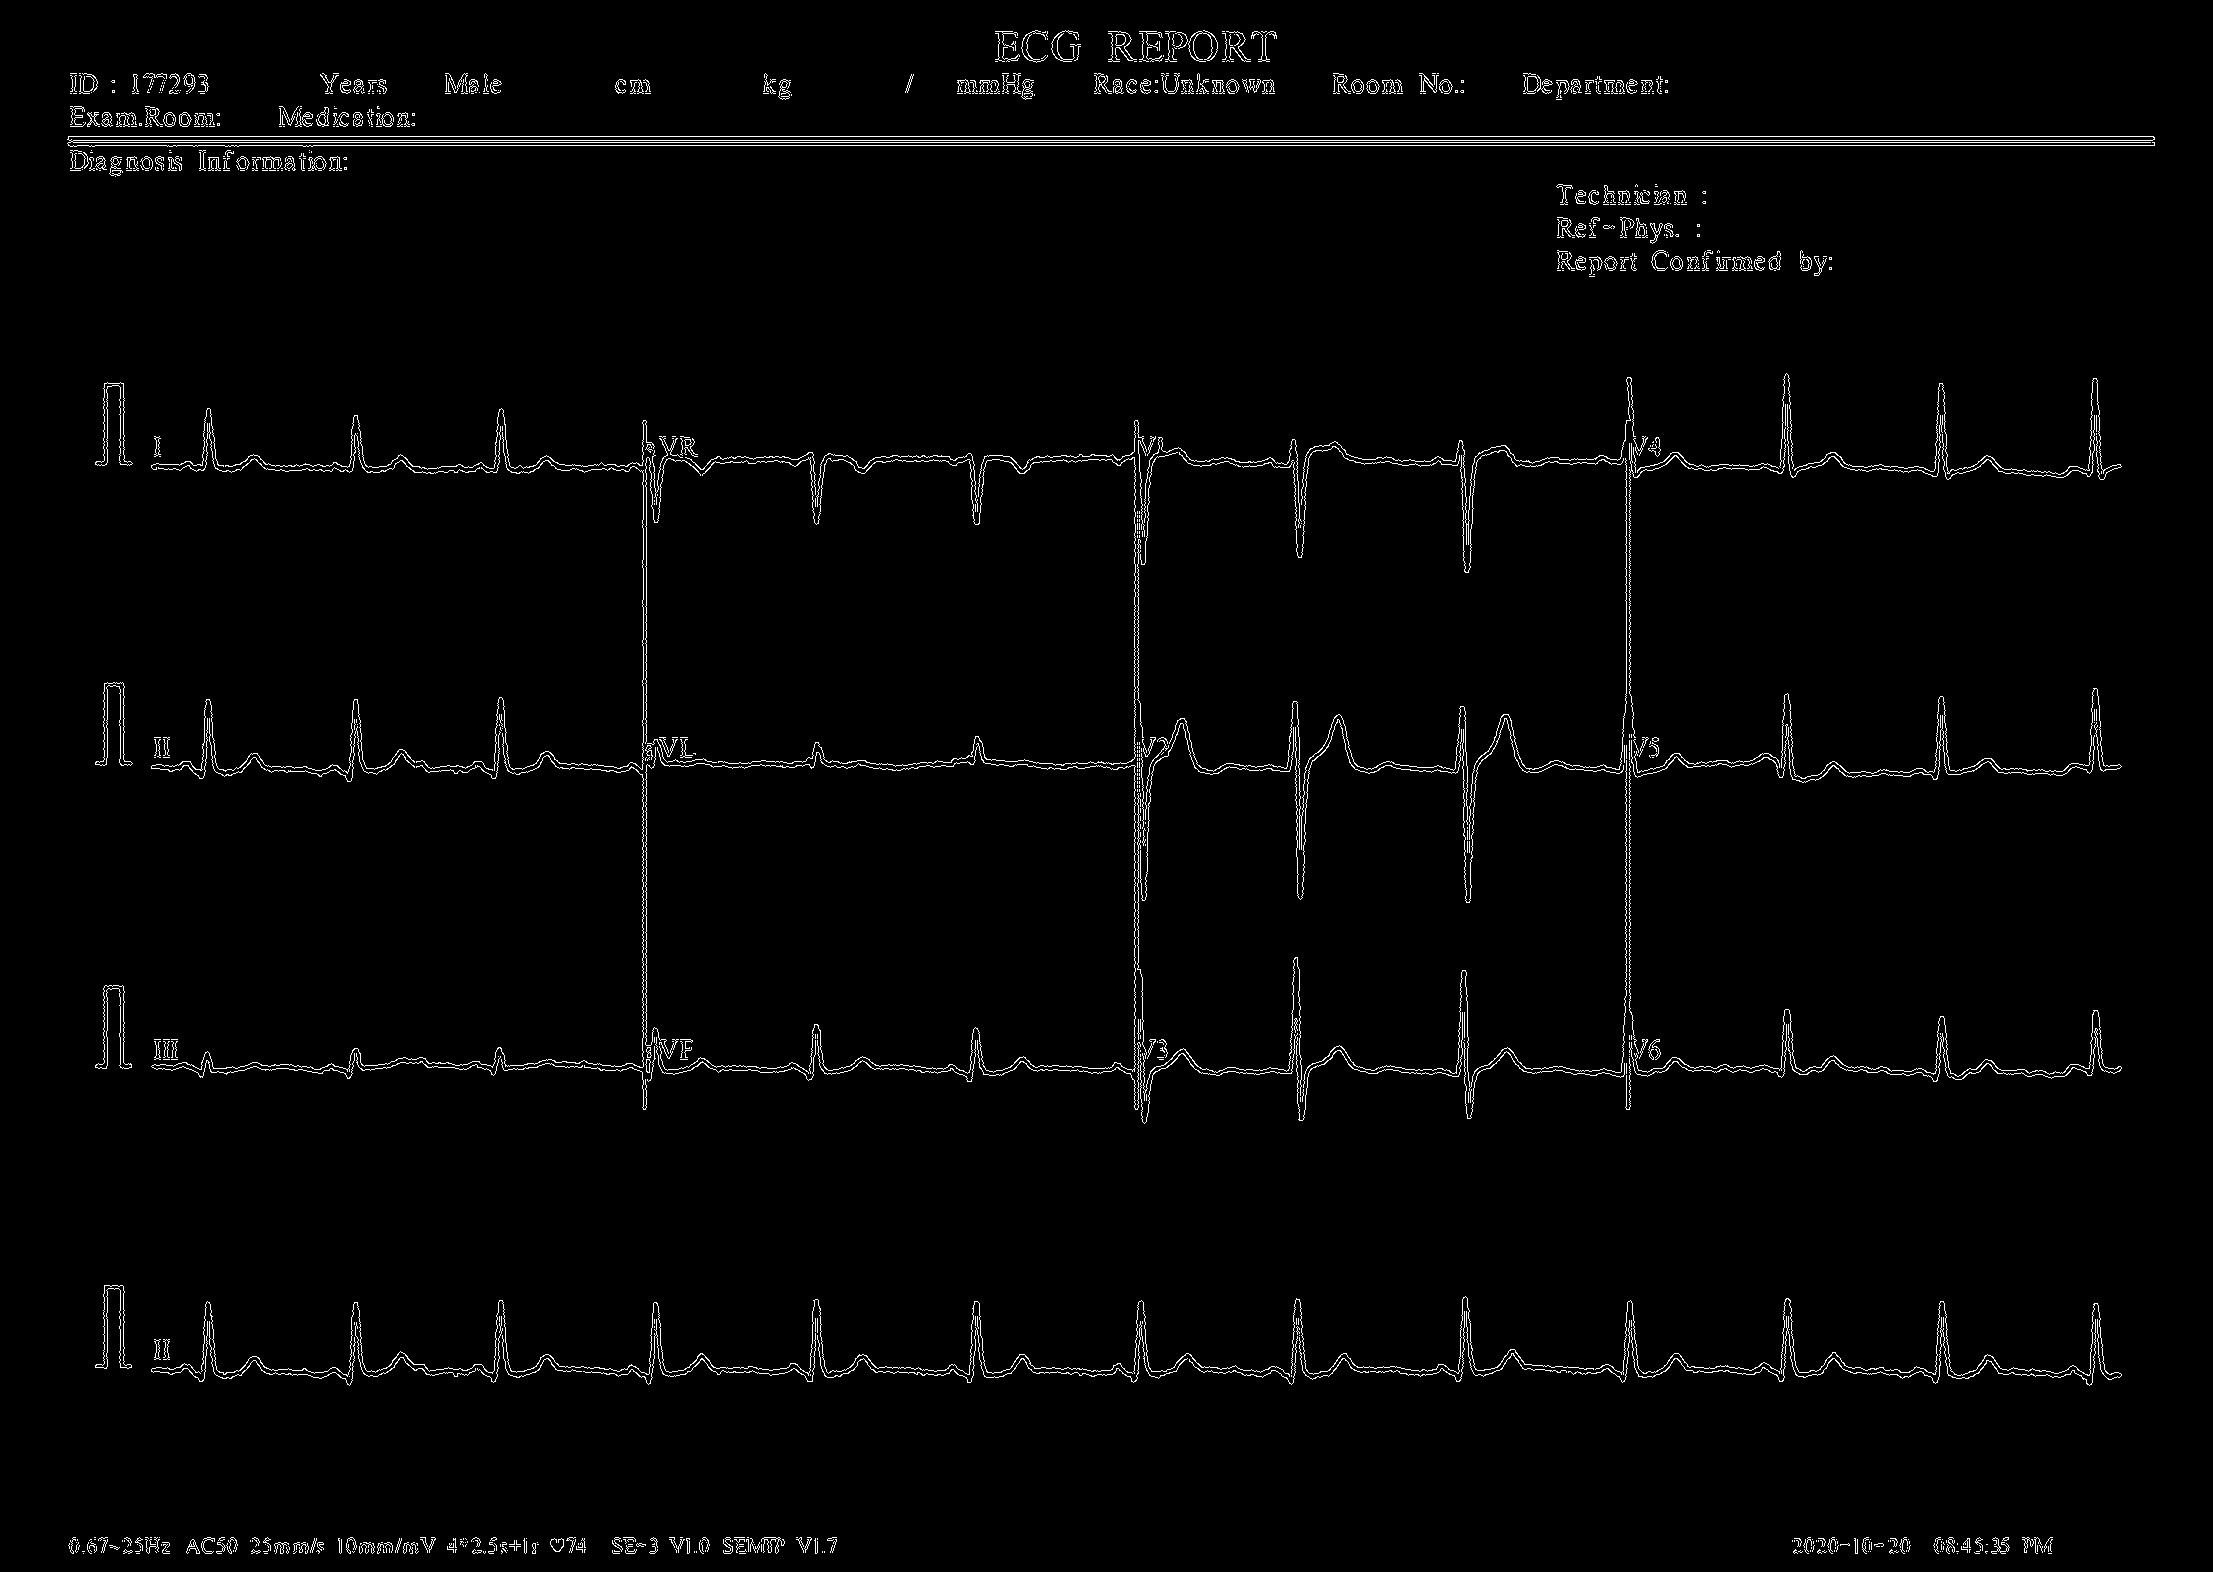 ECG REPORT
ID : 177293 Years Male cm kg / mmHg Race:Unknown Room No.: Department:
Exam.Room: Medication:
Diagnosis Information:
Technician :
Ref-Phys. :
Report Confirmed by:
I aVR V1 V4
II aVL V2 V5
III aVF V3 V6
II
0.67~25Hz AC50 25mm/s 10mm/mV 4*2.5s+1r ♡74 SE-3 V1.0 V1.7 2020-10-20 08:45:35 PM